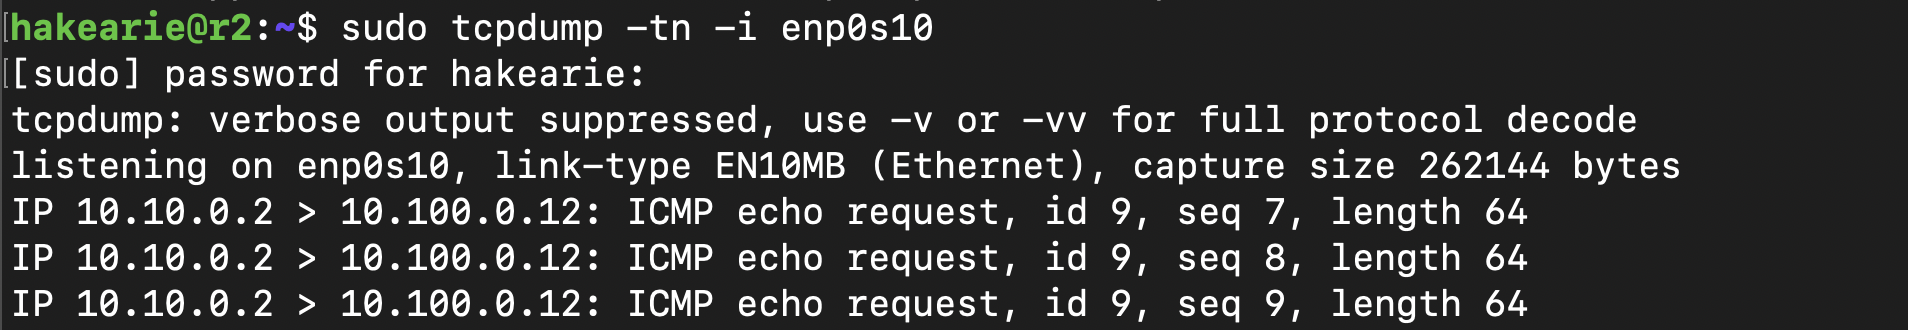 [hakearie@r2:~$ sudo tcpdump -tn -i enp0s10
[[sudo] password for hakearie:
tcpdump: verbose output suppressed, use -v or -vv for full protocol decode
listening on enp0s10, link-type EN10MB (Ethernet), capture size 262144 bytes
IP 10.10.0.2 > 10.100.0.12: ICMP echo request, id 9, seq 7, length 64
IP 10.10.0.2 > 10.100.0.12: ICMP echo request, id 9, seq 8, length 64
IP 10.10.0.2 > 10.100.0.12: ICMP echo request, id 9, seq 9, length 64